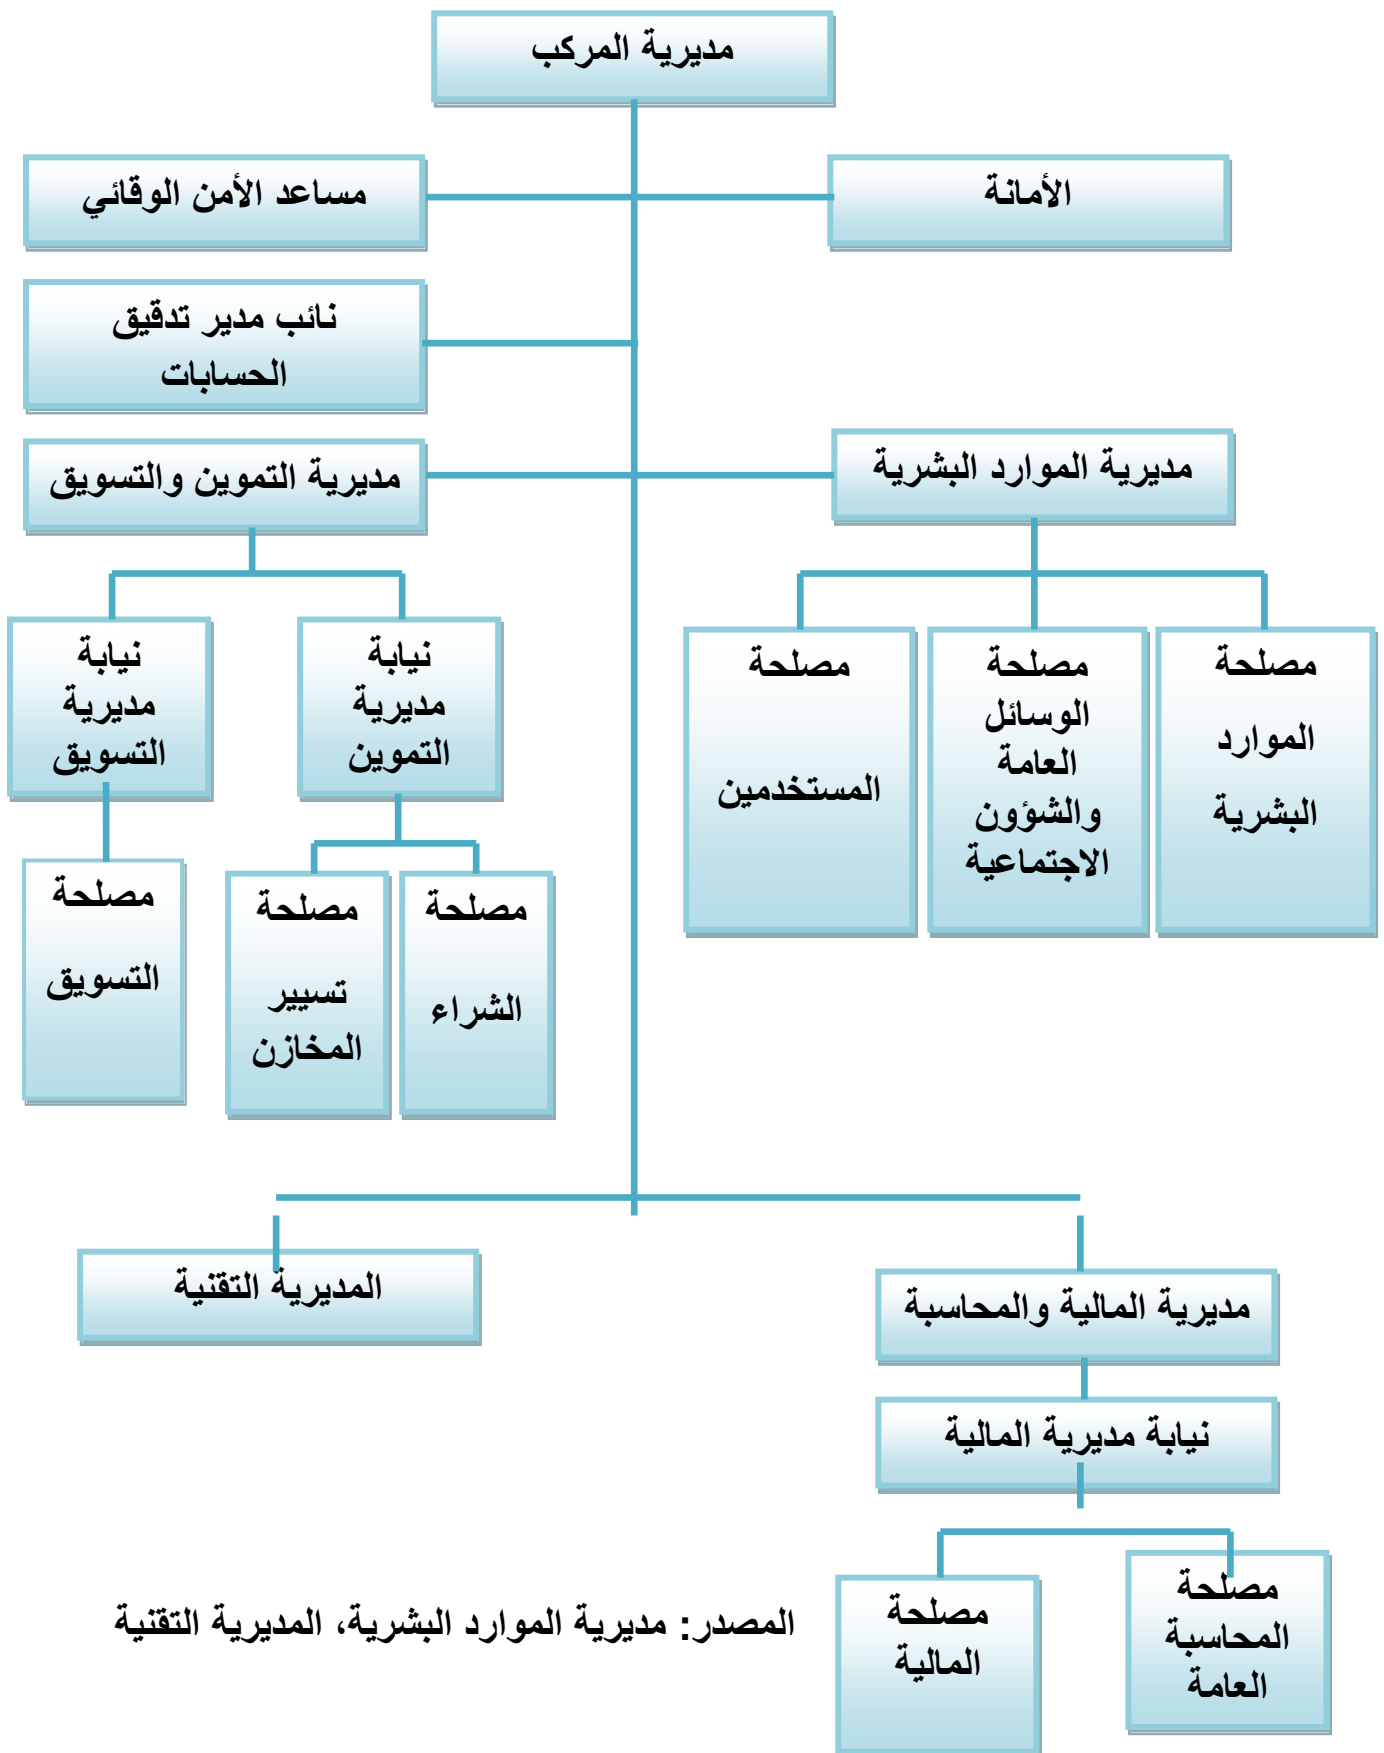 مديرية المركب
الأمانة
مساعد الأمن الوقائي
نائب مدير تدقيق
الحسابات
مديرية الموارد البشرية
مديرية التموين والتسويق
مصلحة
الموارد
البشرية
مصلحة
الوسائل
العامة
والشؤون
الاجتماعية
مصلحة
المستخدمين
نيابة
مديرية
التموين
نيابة
مديرية
التسويق
مصلحة
الشراء
مصلحة
تسيير
المخازن
مصلحة
التسويق
مديرية المالية والمحاسبة
المديرية التقنية
نيابة مديرية المالية
مصلحة
المحاسبة
العامة
مصلحة
المالية
المصدر: مديرية الموارد البشرية، المديرية التقنية